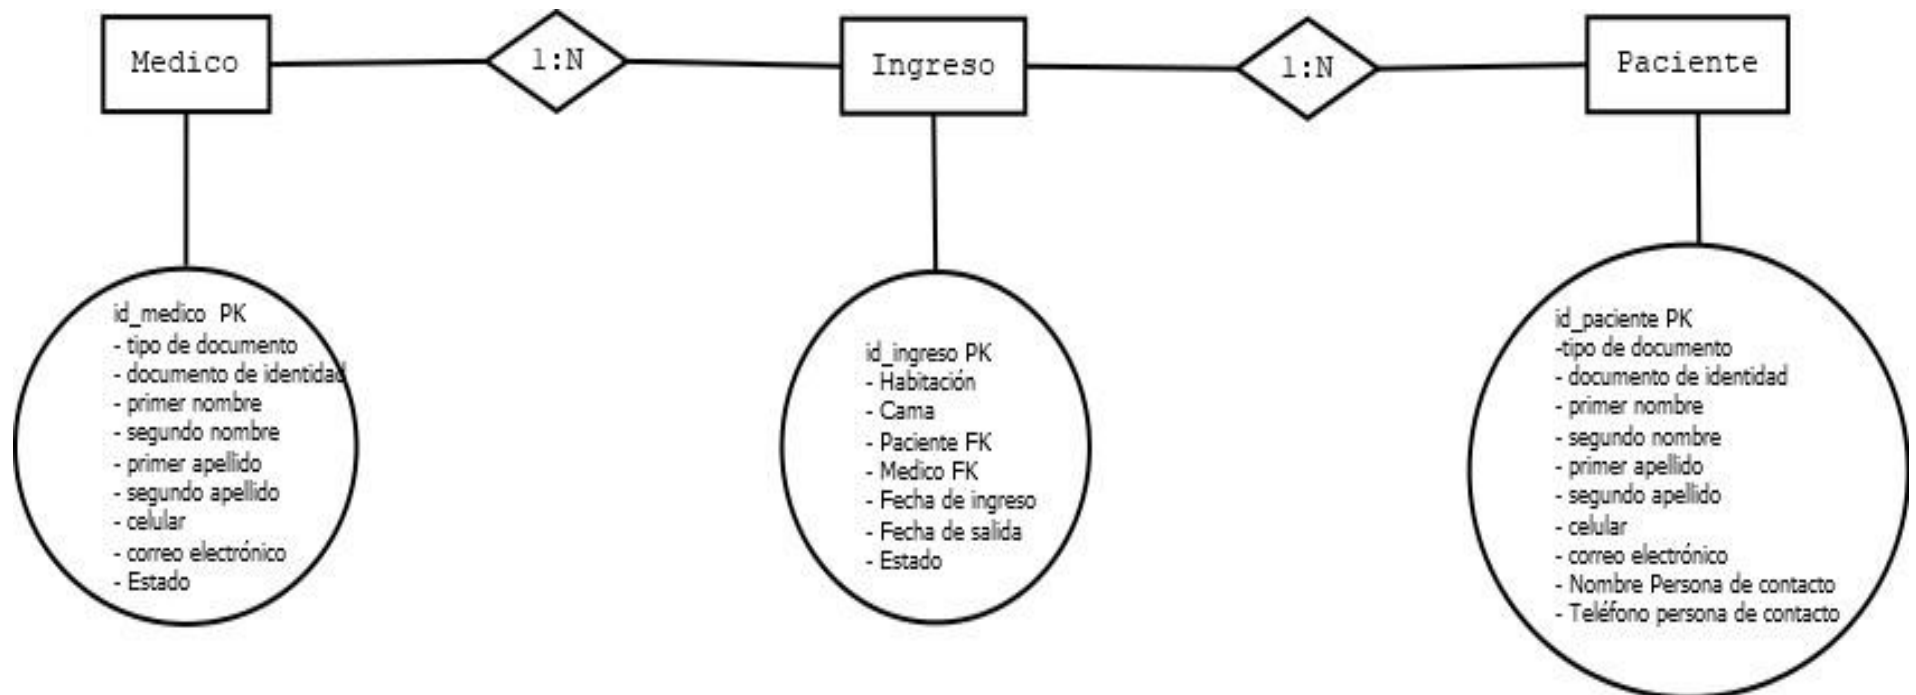 Medico
1:N
Ingreso
1:N
Paciente
id_medico PK
- tipo de documento
- documento de identidad
- primer nombre
- segundo nombre
- primer apellido
- segundo apellido
- celular
- correo electrónico
- Estado
id_ingreso PK
- Habitación
- Cama
- Paciente FK
- Medico FK
- Fecha de ingreso
- Fecha de salida
- Estado
id_paciente PK
-tipo de documento
- documento de identidad
- primer nombre
- segundo nombre
- primer apellido
- segundo apellido
- celular
- correo electrónico
- Nombre Persona de contacto
- Teléfono persona de contacto